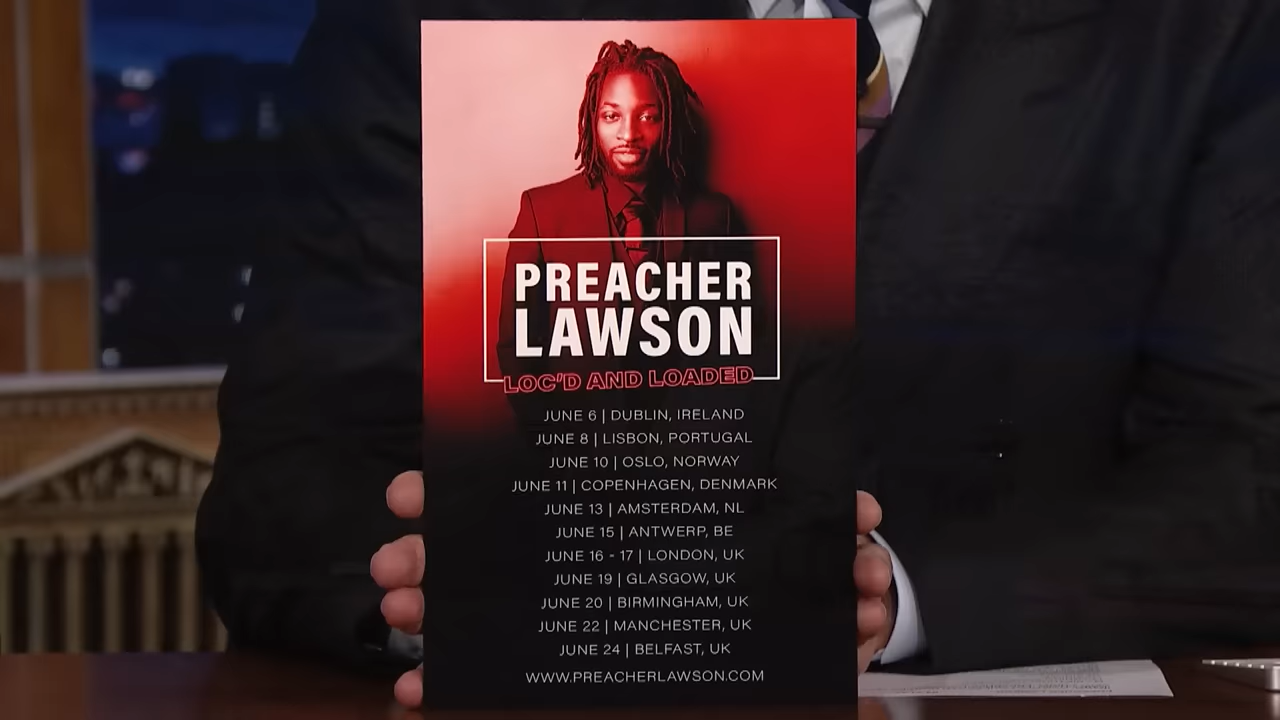 PREACHER
LAWSON
LOC'D AND LOADED
JUNE 6 | DUBLIN, IRELAND
JUNE 8 | LISBON, PORTUGAL
JUNE 10 | OSLO, NORWAY
JUNE 11 | COPENHAGEN, DENMARK
JUNE 13 | AMSTERDAM, NL
JUNE 15 | ANTWERP, BE
JUNE 16 - 17 | LONDON, UK
JUNE 19 | GLASGOW, UK
JUNE 20 | BIRMINGHAM, UK
JUNE 22 | MANCHESTER, UK
JUNE 24 | BELFAST, UK
WWW.PREACHERLAWSON.COM